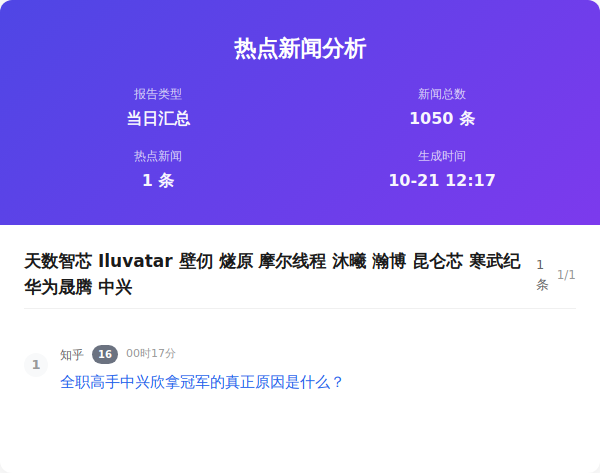 热点新闻分析
报告类型
新闻总数
当日汇总
1050 条
热点新闻
生成时间
1 条
10-21 12:17
天数智芯 Iluvatar 壁仞 燧原 摩尔线程 沐曦 瀚博 昆仑芯 寒武纪
华为晟腾 中兴
1
条
1/1
1
知乎 16 00时17分
全职高手中兴欣拿冠军的真正原因是什么？